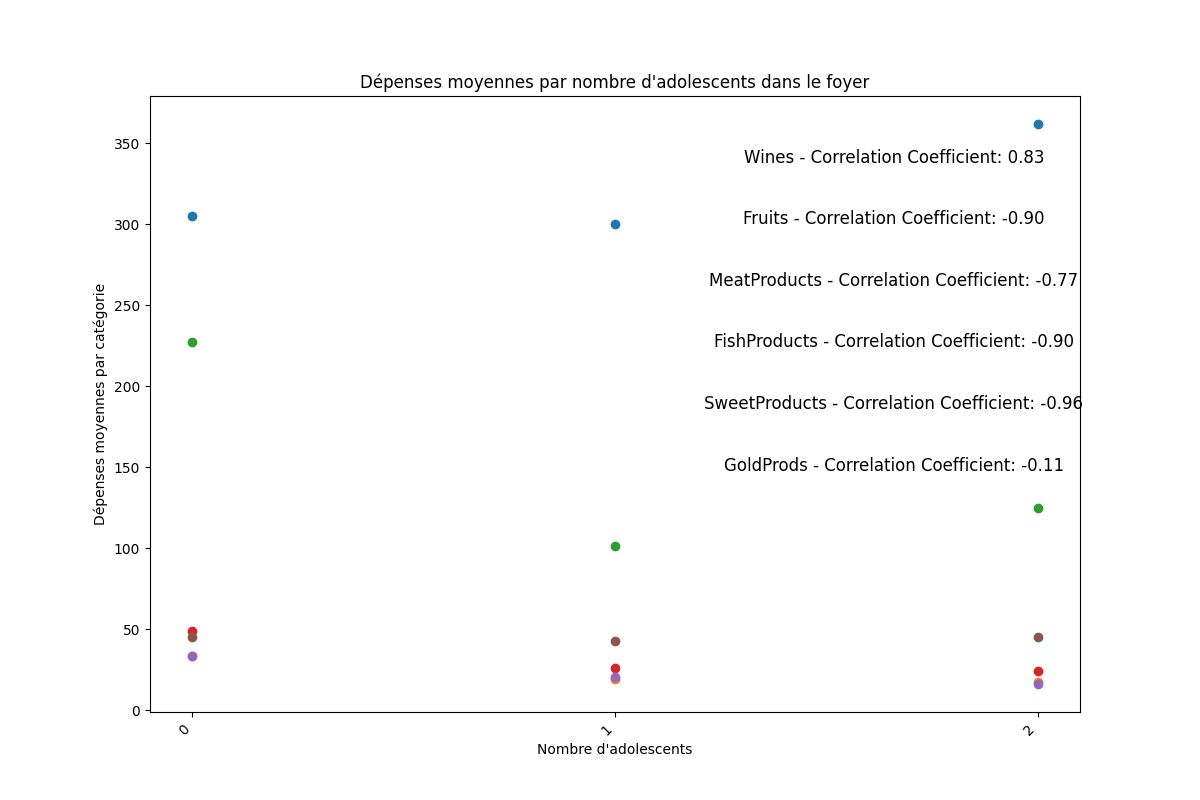 Dépenses moyennes par nombre d'adolescents dans le foyer
Dépenses moyennes par catégorie
350
300
250
200
150
100
50
0
Wines - Correlation Coefficient: 0.83
Fruits - Correlation Coefficient: -0.90
MeatProducts - Correlation Coefficient: -0.77
FishProducts - Correlation Coefficient: -0.90
SweetProducts - Correlation Coefficient: -0.96
GoldProds - Correlation Coefficient: -0.11
0
1
2
Nombre d'adolescents